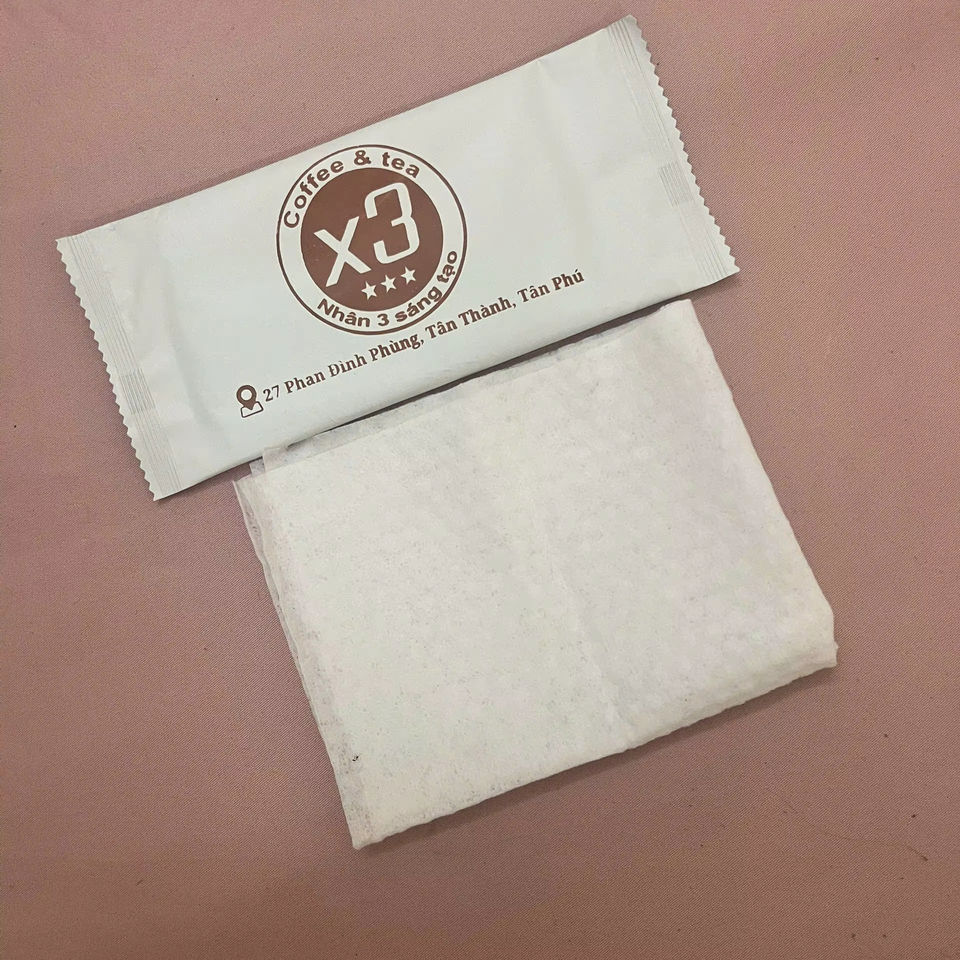 Coffee & tea
x3
Nhân 3 sáng tạo
27 Phan Đình Phùng, Tân Thành, Tân Phú